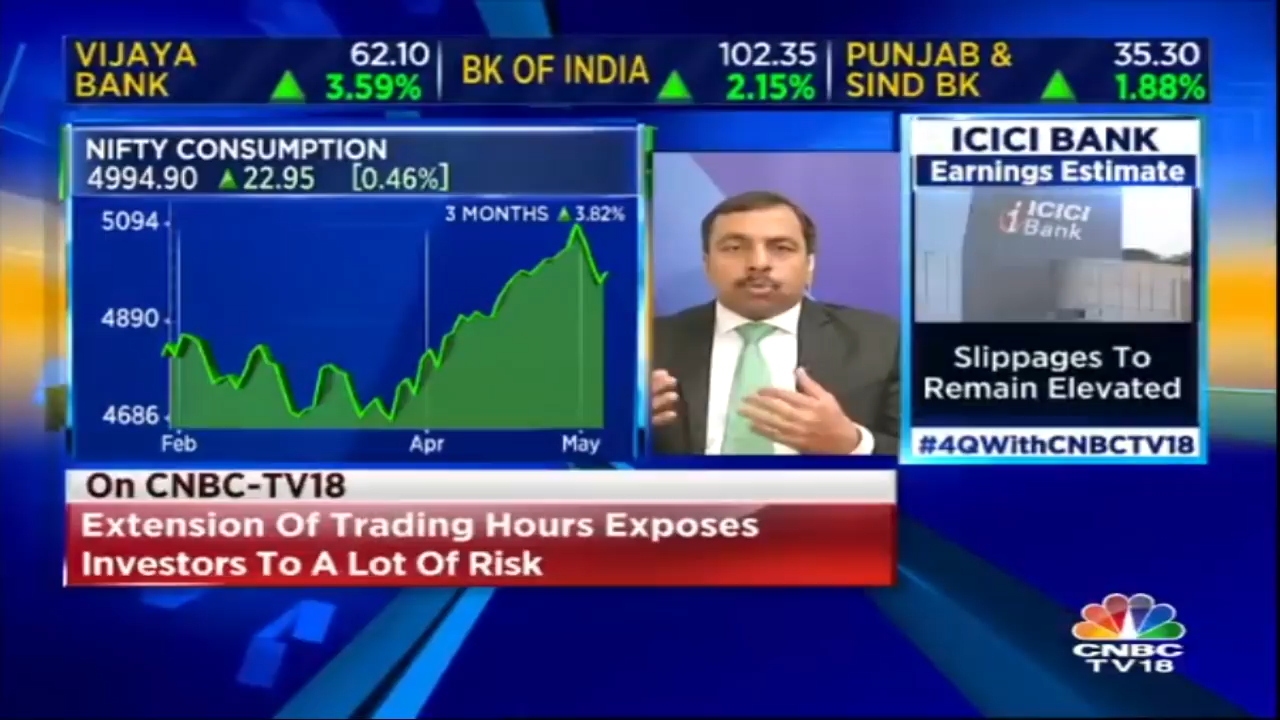 VIJAYA BANK 62.10 3.59%
BK OF INDIA 102.35 2.15%
PUNJAB & SIND BK 35.30 1.88%
NIFTY CONSUMPTION
4994.90 22.95 [0.46%]
3 MONTHS 3.82%
5094
4890
4686
Feb Apr May
ICICI BANK
Earnings Estimate
ICICI
Bank
Slippages To
Remain Elevated
#4QWithCNBCTV18
On CNBC-TV18
Extension Of Trading Hours Exposes
Investors To A Lot Of Risk
CNBC
TV18